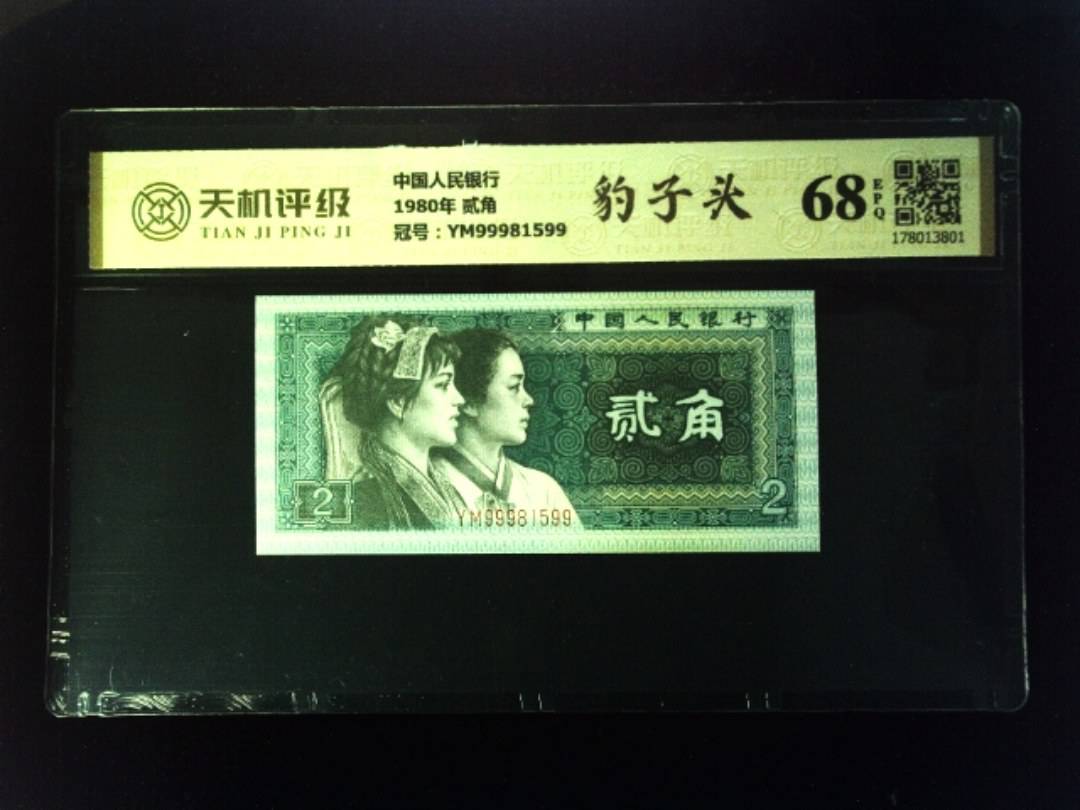 天机评级
TIAN JI PING JI
中国人民银行
1980年 贰角
冠号：YM99981599
豹子头
68
EPQ
178013801
中国人民银行
贰角
2
2
YM99981599